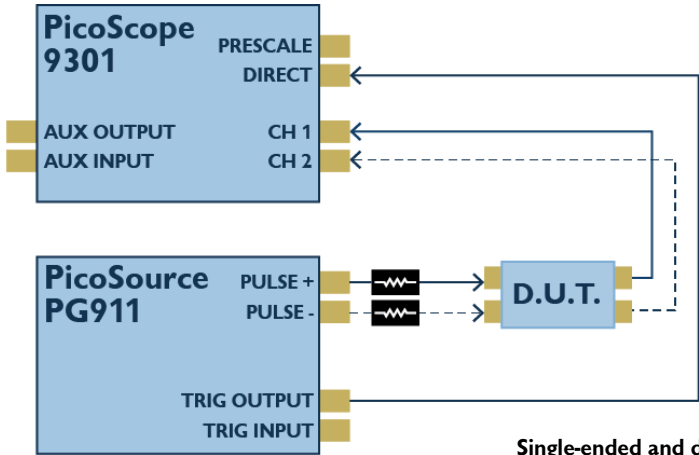 PicoScope
9301
PRESCALE
DIRECT
AUX OUTPUT
CH 1
AUX INPUT
CH 2
PicoSource
PG911
PULSE +
PULSE -
D.U.T.
TRIG OUTPUT
TRIG INPUT
Single-ended and